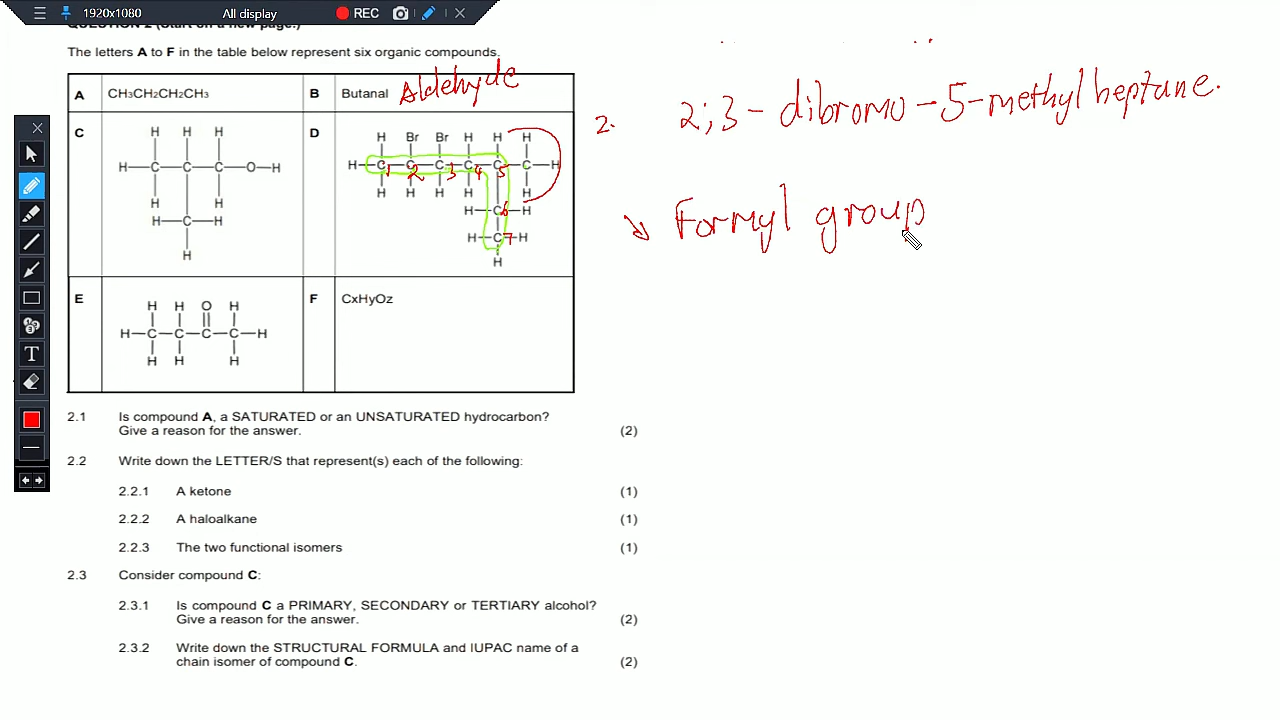 1920x1080 All display REC
QUESTION 2 (Start on a new page.)
The letters A to F in the table below represent six organic compounds.
A CH3CH2CH2CH3 B Butanal Aldehyde
C
H H H
H C C C O H
H H
H C H
H
D
H Br Br H H H
H C C C C C C H
1 2 3 4 5
H H H H H
H C H
6
H C H
7
H
E
H H O H
H C C C C H
H H H
F CxHyOz
2.1 Is compound A, a SATURATED or an UNSATURATED hydrocarbon?
Give a reason for the answer. (2)
2.2 Write down the LETTER/S that represent(s) each of the following:
2.2.1 A ketone (1)
2.2.2 A haloalkane (1)
2.2.3 The two functional isomers (1)
2.3 Consider compound C:
2.3.1 Is compound C a PRIMARY, SECONDARY or TERTIARY alcohol?
Give a reason for the answer. (2)
2.3.2 Write down the STRUCTURAL FORMULA and IUPAC name of a
chain isomer of compound C. (2)
2. 2;3-dibromo-5-methylheptane.
Formyl group
T